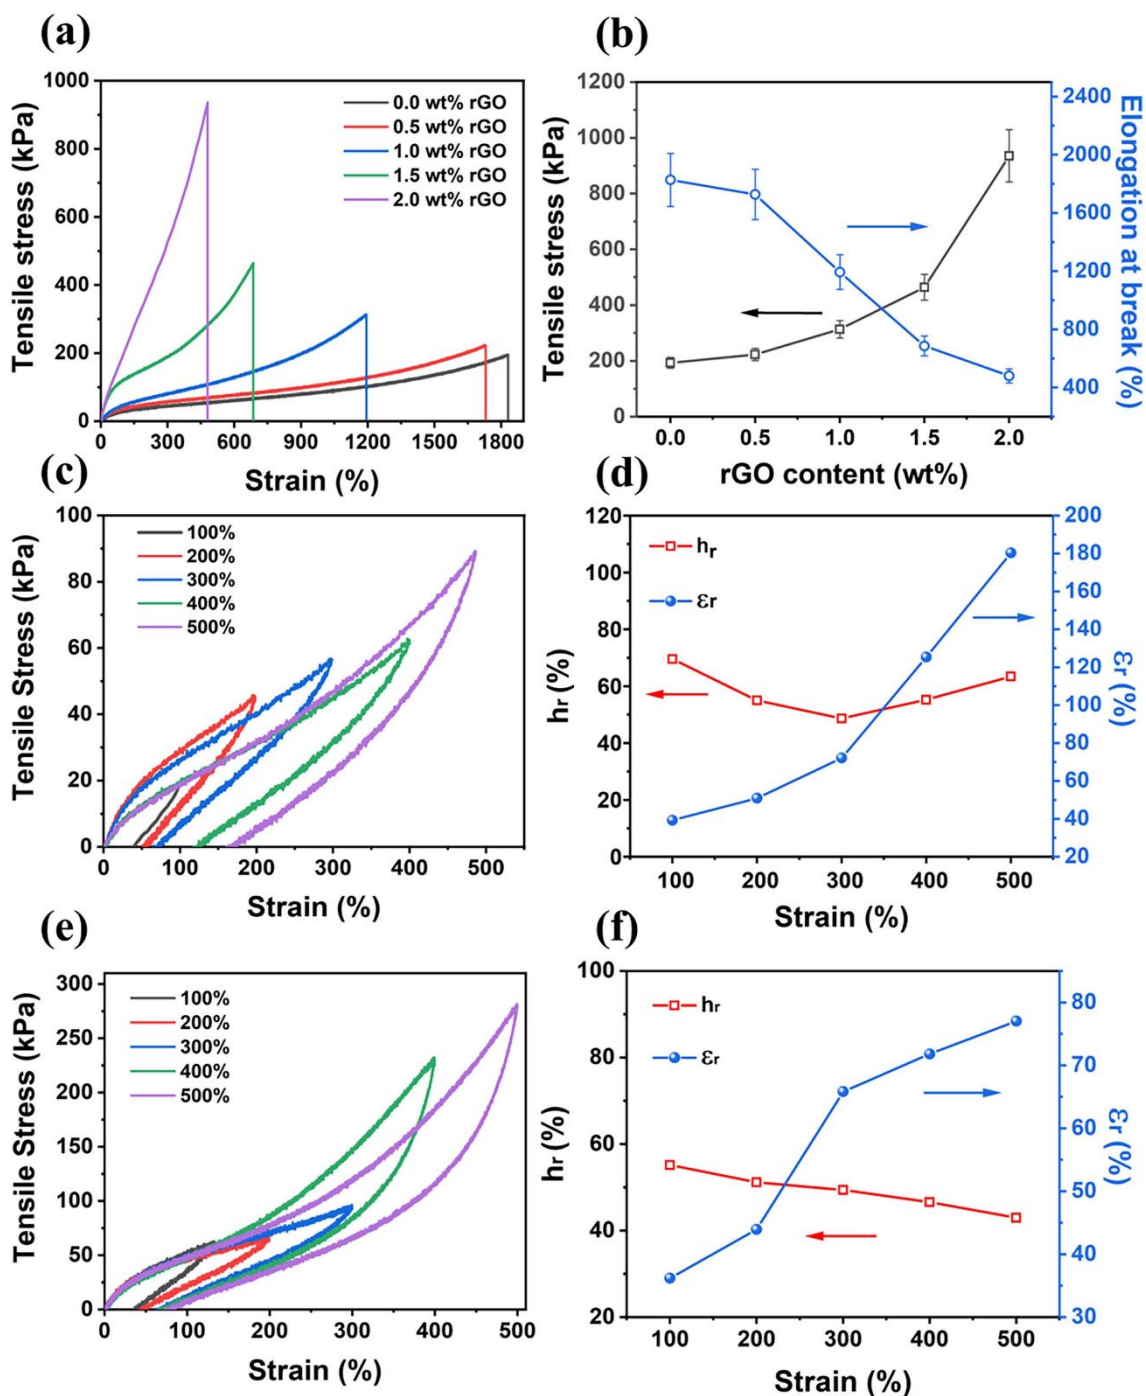 (a)
1000
800
600
400
200
0
Tensile stress (kPa)
0.0 wt% rGO
0.5 wt% rGO
1.0 wt% rGO
1.5 wt% rGO
2.0 wt% rGO
0 300 600 900 1200 1500 1800
Strain (%)
(b)
1200
1000
800
600
400
200
0
Tensile stress (kPa)
2400
2000
1600
1200
800
400
Elongation at break (%)
0.0 0.5 1.0 1.5 2.0
rGO content (wt%)
(c)
100
80
60
40
20
0
Tensile Stress (kPa)
100%
200%
300%
400%
500%
0 100 200 300 400 500
Strain (%)
(d)
120
100
80
60
40
20
0
hr (%)
hr
εr
200
180
160
140
120
100
80
60
40
20
εr (%)
100 200 300 400 500
Strain (%)
(e)
300
250
200
150
100
50
0
Tensile Stress (kPa)
100%
200%
300%
400%
500%
0 100 200 300 400 500
Strain (%)
(f)
100
80
60
40
20
hr (%)
hr
εr
80
70
60
50
40
30
εr (%)
100 200 300 400 500
Strain (%)